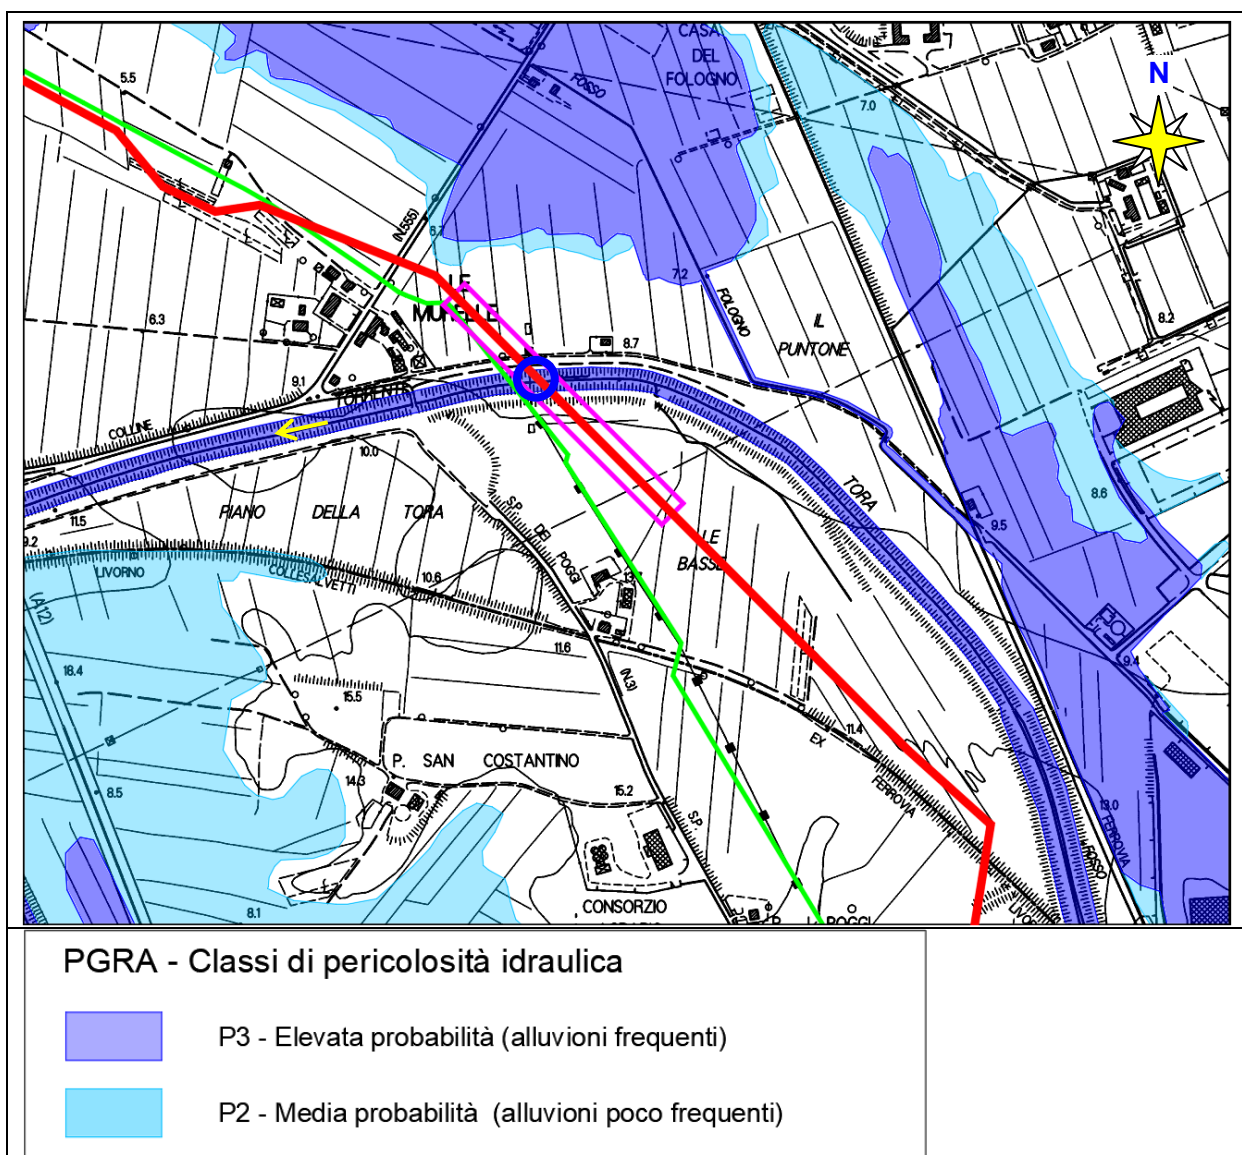 CASA
DEL
FOLOGNO
5.5
FOSSO
7.0
N
(N555)
6.7
7.2
FOLOGNO
LE
6.3
8.2
IL
PUNTONE
8.7
9.1
COLLINE
10.0
TORA
8.6
11.5
PIANO DELLA TORA
S.P. DEI POGGI
9.5
LE
BASSE
9.2
LIVORNO
COLLESALVETTI
10.6
(A12)
11.6
9.4
18.4
(N.3)
15.5
11.4
EX
FERROVIA
P. SAN COSTANTINO
14.3
15.2
8.5
S.P.
13.0
FERROVIA
FOSSO
CONSORZIO
8.1
POGGI
PGRA - Classi di pericolosità idraulica
P3 - Elevata probabilità (alluvioni frequenti)
P2 - Media probabilità (alluvioni poco frequenti)